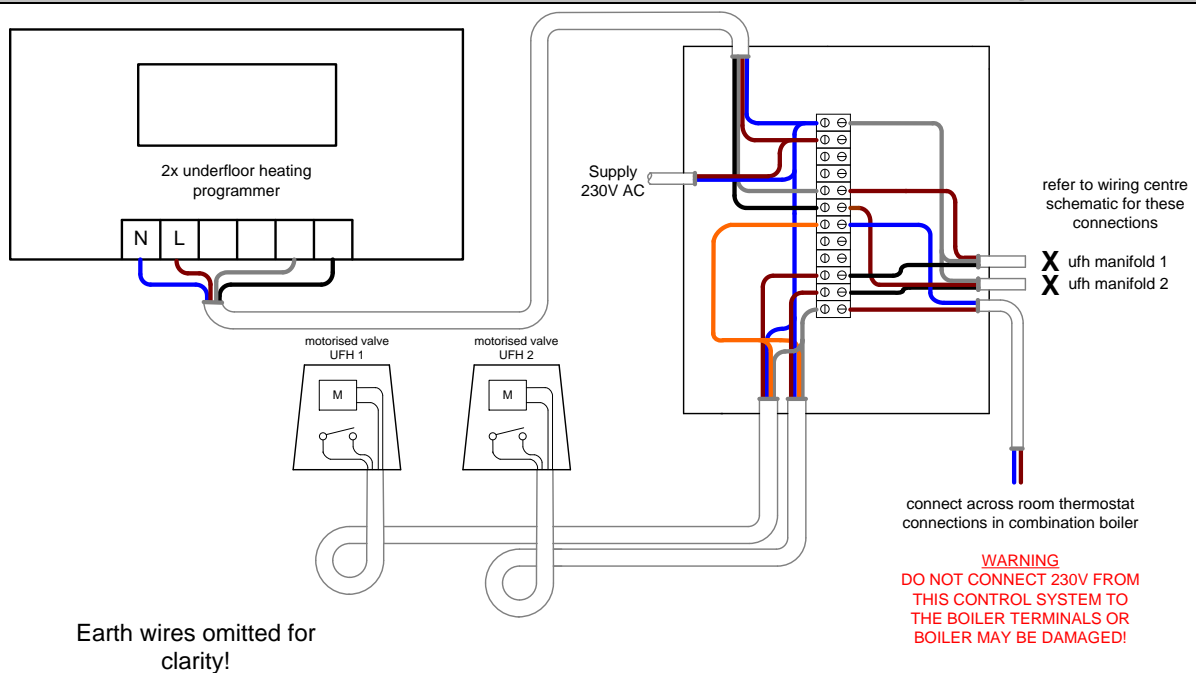 2x underfloor heating
programmer
N L
Supply
230V AC
refer to wiring centre
schematic for these
connections
X ufh manifold 1
X ufh manifold 2
motorised valve
UFH 1
M
motorised valve
UFH 2
M
connect across room thermostat
connections in combination boiler
WARNING
DO NOT CONNECT 230V FROM
THIS CONTROL SYSTEM TO
THE BOILER TERMINALS OR
BOILER MAY BE DAMAGED!
Earth wires omitted for
clarity!